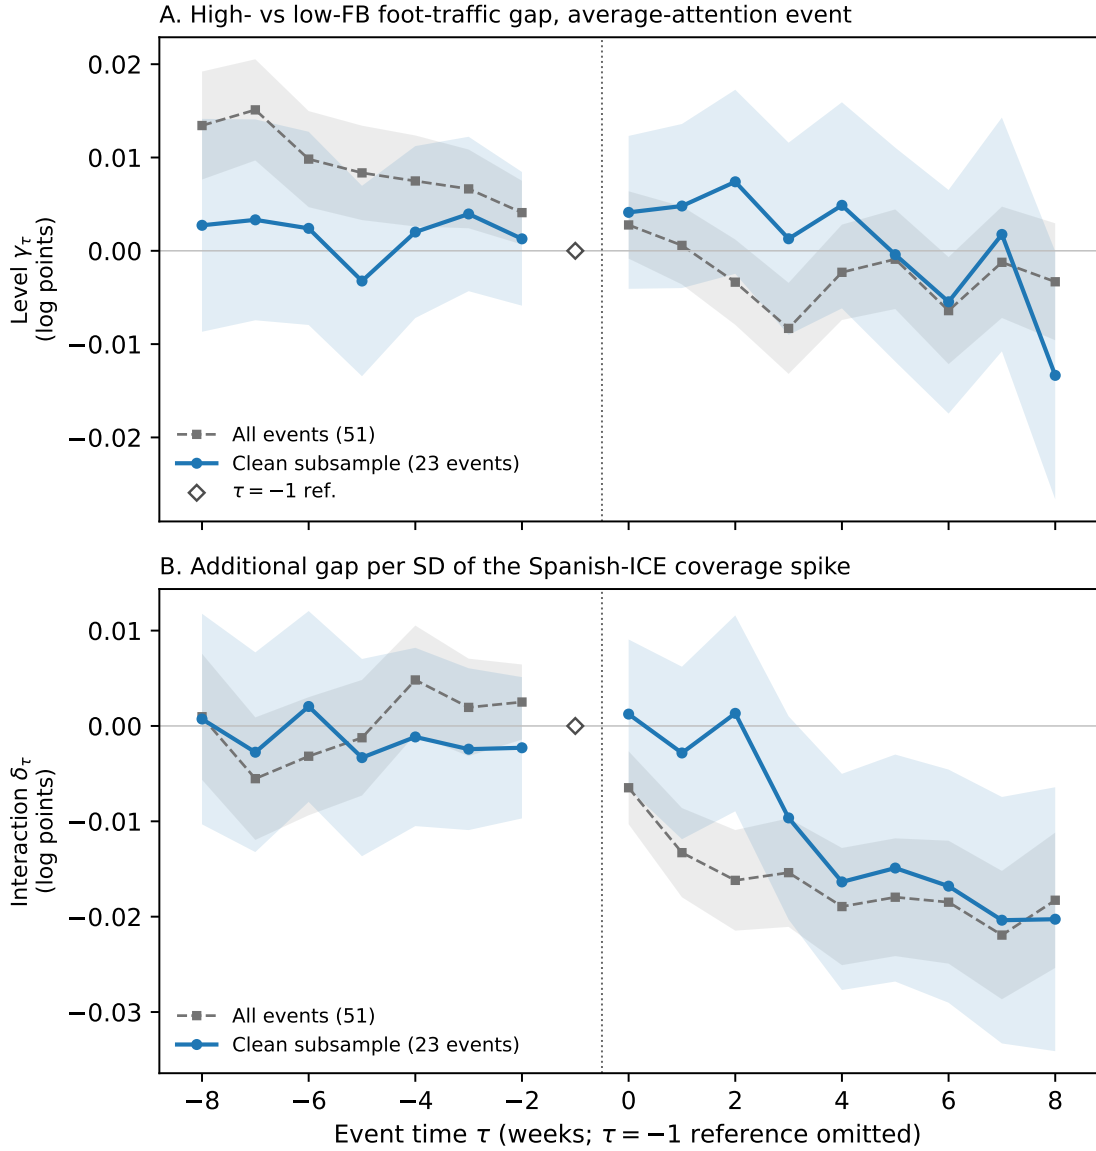 A. High- vs low-FB foot-traffic gap, average-attention event
0.02
0.01
0.00
−0.01
−0.02
Level γτ
(log points)
All events (51)
Clean subsample (23 events)
τ = −1 ref.
B. Additional gap per SD of the Spanish-ICE coverage spike
0.01
0.00
−0.01
−0.02
−0.03
Interaction δτ
(log points)
All events (51)
Clean subsample (23 events)
−8 −6 −4 −2 0 2 4 6 8
Event time τ (weeks; τ = −1 reference omitted)